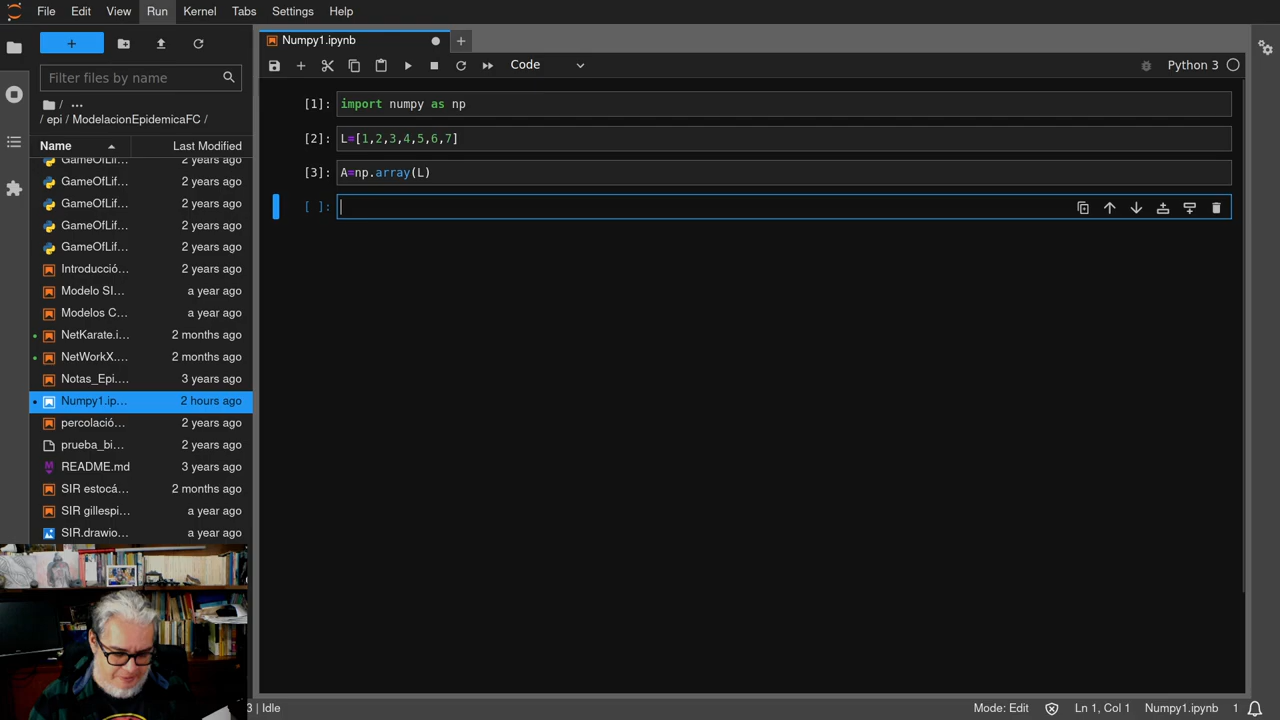 File Edit View Run Kernel Tabs Settings Help
+
Filter files by name
/ ...
/ epi / ModelacionEpidemicaFC /
Name Last Modified
GameOfLif... 2 years ago
GameOfLif... 2 years ago
GameOfLif... 2 years ago
GameOfLif... 2 years ago
GameOfLif... 2 years ago
Introducció... 2 years ago
Modelo SI... a year ago
Modelos C... a year ago
NetKarate.i... 2 months ago
NetWorkX.... 2 months ago
Notas_Epi.... 3 years ago
Numpy1.ip... 2 hours ago
percolació... 2 years ago
prueba_bi... 2 years ago
README.md 3 years ago
SIR estocá... 2 months ago
SIR gillespi... a year ago
SIR.drawio... a year ago
Numpy1.ipynb
Code
Python 3
[1]: import numpy as np
[2]: L=[1,2,3,4,5,6,7]
[3]: A=np.array(L)
[ ]:
3 | Idle
Mode: Edit Ln 1, Col 1 Numpy1.ipynb 1